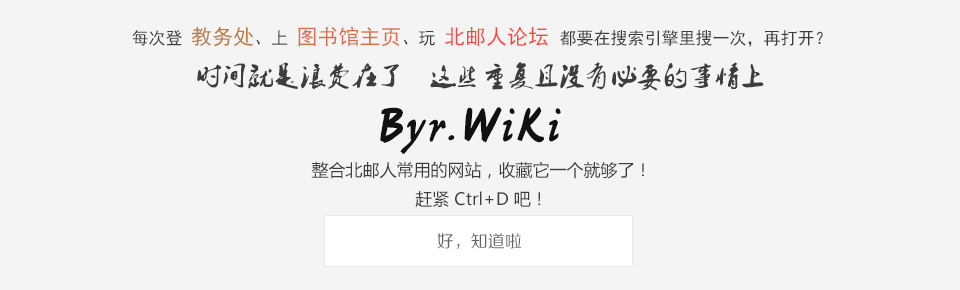 每次登 教务处、上 图书馆主页、玩 北邮人论坛 都要在搜索引擎里搜一次，再打开？
时间就是浪费在了 这些重复且没有必要的事情上
Byr.WiKi
整合北邮人常用的网站，收藏它一个就够了！
赶紧 Ctrl+D 吧！
好，知道啦